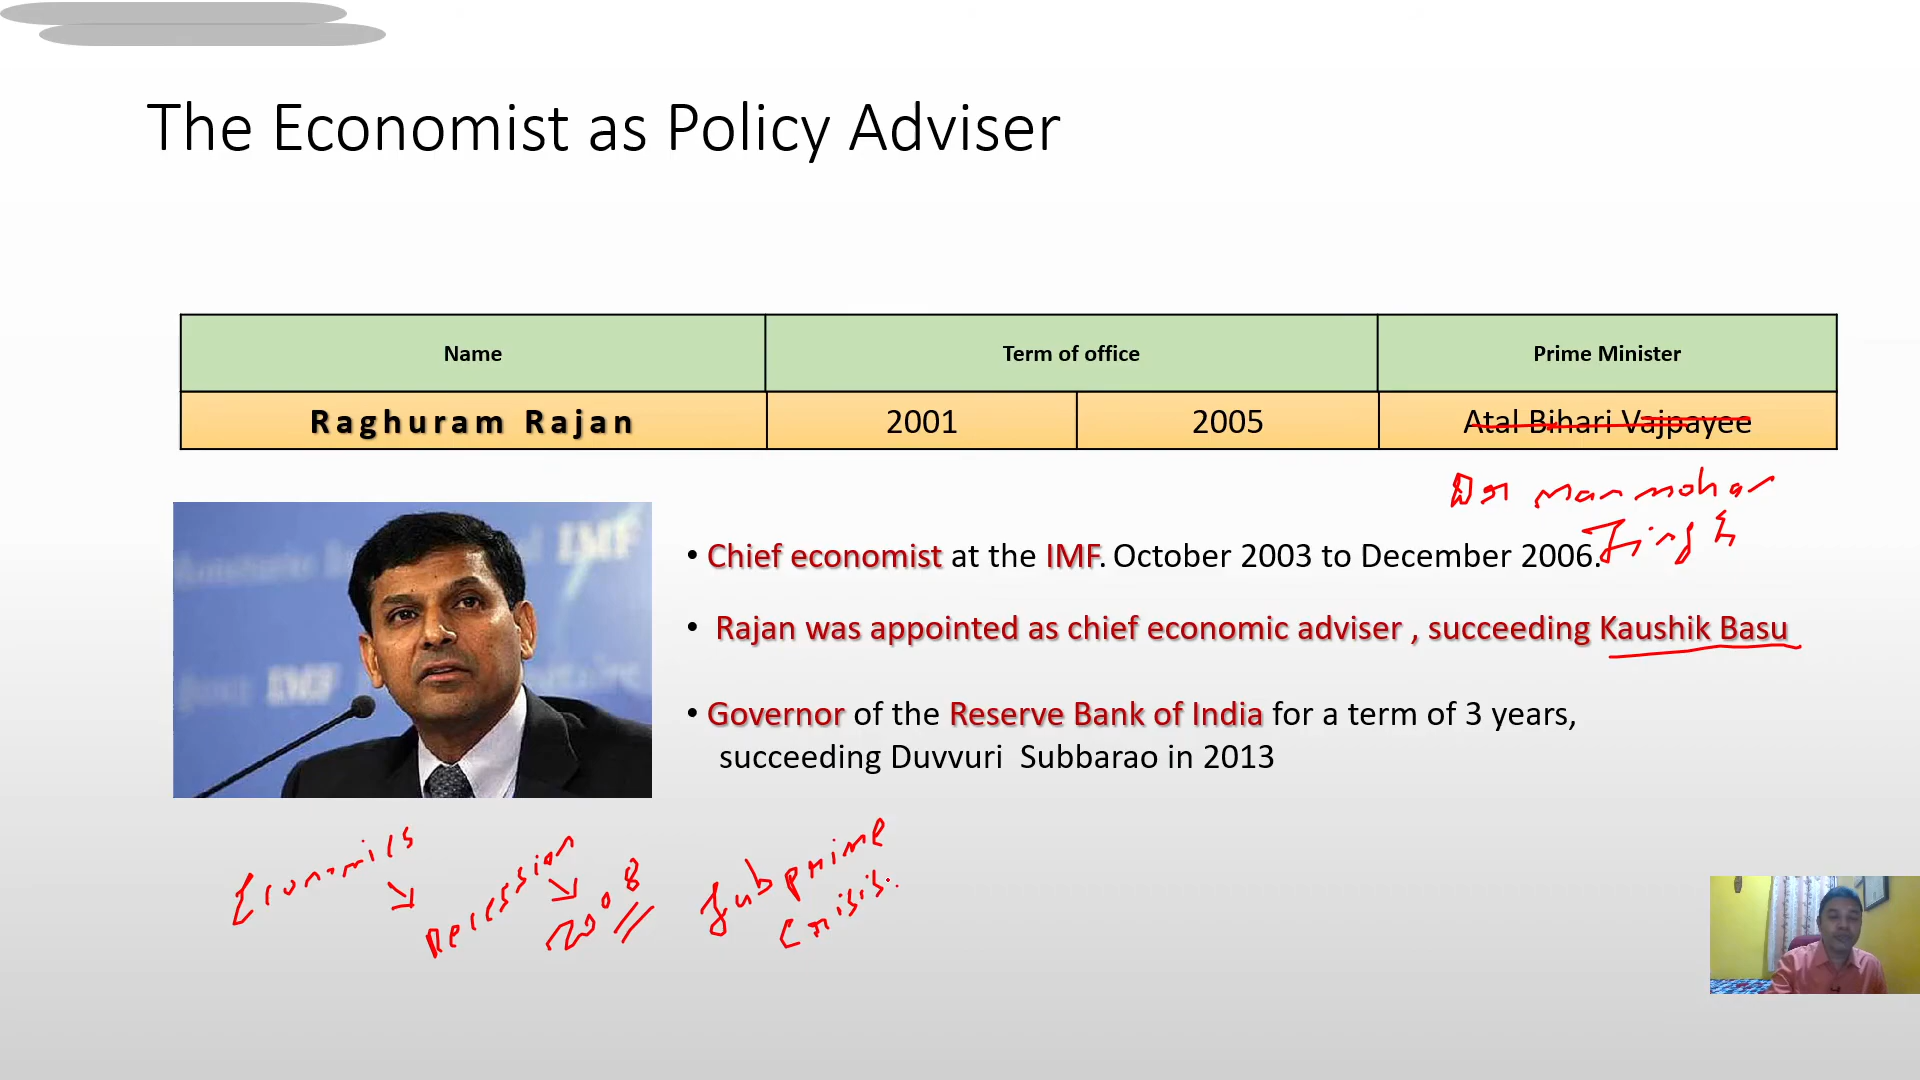 The Economist as Policy Adviser
Name Term of office Prime Minister
Raghuram Rajan 2001 2005 Atal Bihari Vajpayee
Dr Manmohan
Singh
IMF
IMF
• Chief economist at the IMF. October 2003 to December 2006.
• Rajan was appointed as chief economic adviser , succeeding Kaushik Basu
• Governor of the Reserve Bank of India for a term of 3 years,
succeeding Duvvuri Subbarao in 2013
Economics
Recession
2008
Subprime
Crisis.